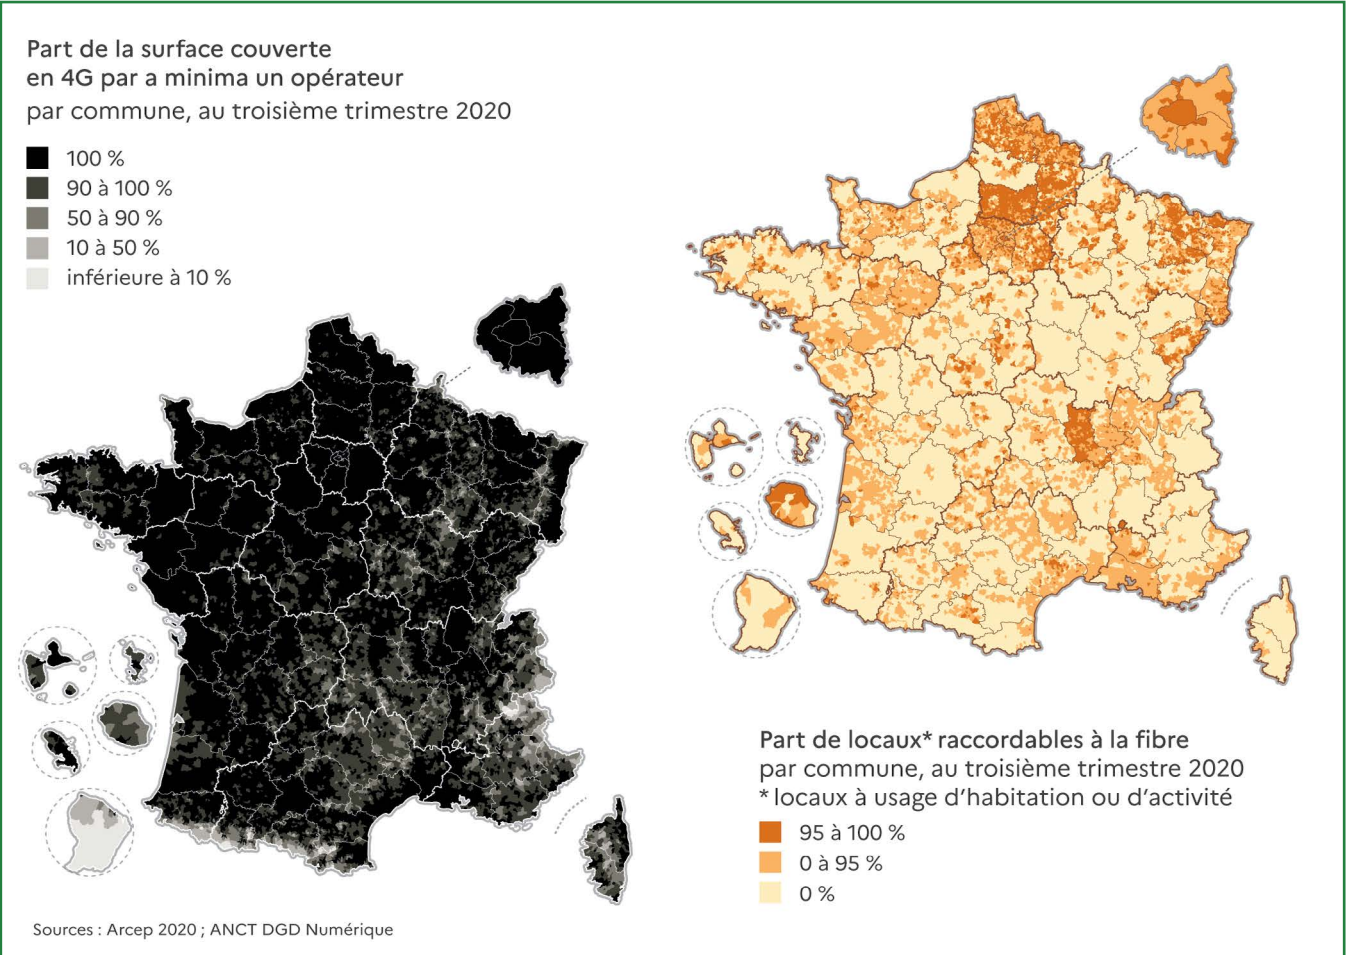 Part de la surface couverte
en 4G par a minima un opérateur
par commune, au troisième trimestre 2020
100 %
90 à 100 %
50 à 90 %
10 à 50 %
inférieure à 10 %
Part de locaux* raccordables à la fibre
par commune, au troisième trimestre 2020
* locaux à usage d’habitation ou d’activité
95 à 100 %
0 à 95 %
0 %
Sources : Arcep 2020 ; ANCT DGD Numérique